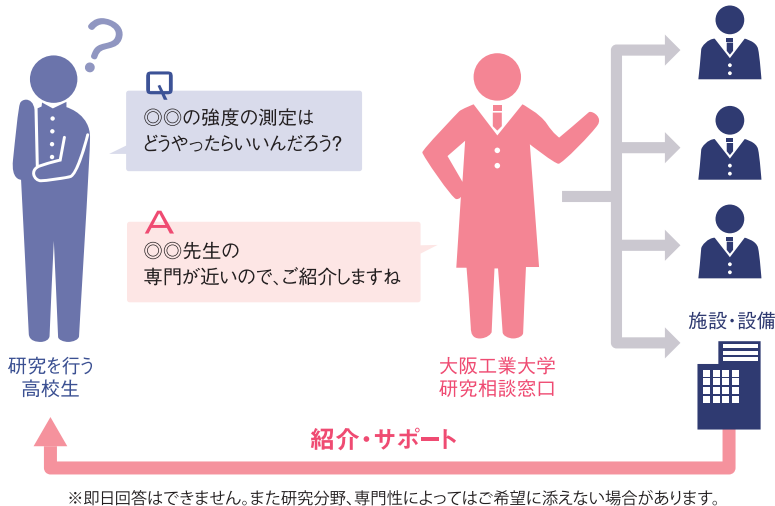 ?
Q
◎◎の強度の測定は
どうやったらいいんだろう?
A
◎◎先生の
専門が近いので、ご紹介しますね
研究を行う
高校生
大阪工業大学
研究相談窓口
施設・設備
紹介・サポート
※即日回答はできません。また研究分野、専門性によってはご希望に添えない場合があります。